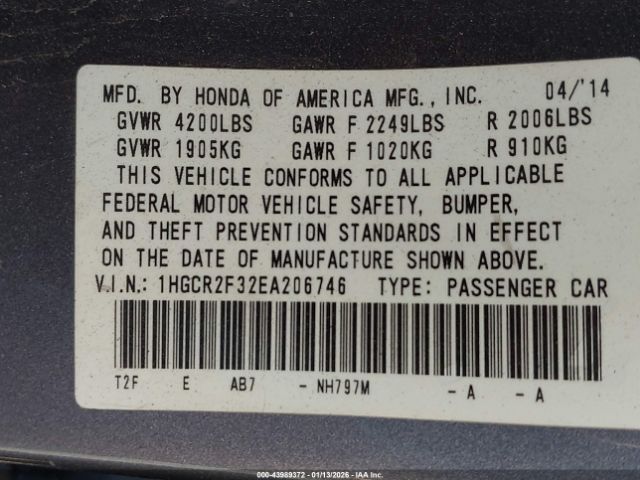 MFD. BY HONDA OF AMERICA MFG., INC. 04/'14
GVWR 4200LBS GAWR F 2249LBS R 2006LBS
GVWR 1905KG GAWR F 1020KG R 910KG
THIS VEHICLE CONFORMS TO ALL APPLICABLE
FEDERAL MOTOR VEHICLE SAFETY, BUMPER,
AND THEFT PREVENTION STANDARDS IN EFFECT
ON THE DATE OF MANUFACTURE SHOWN ABOVE.
V.I.N.: 1HGCR2F32EA206746 TYPE: PASSENGER CAR
T2F E AB7 - NH797M - A - A
000-43989372 | 01/13/2026 | IAA Inc.